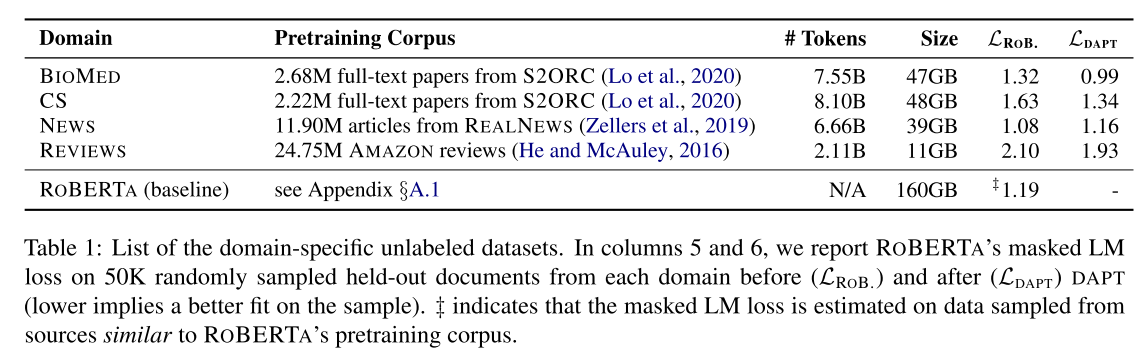 Domain Pretraining Corpus # Tokens Size ℒRoB. ℒDAPT
BIOMED 2.68M full-text papers from S2ORC (Lo et al., 2020) 7.55B 47GB 1.32 0.99
CS 2.22M full-text papers from S2ORC (Lo et al., 2020) 8.10B 48GB 1.63 1.34
NEWS 11.90M articles from REALNEWS (Zellers et al., 2019) 6.66B 39GB 1.08 1.16
REVIEWS 24.75M AMAZON reviews (He and McAuley, 2016) 2.11B 11GB 2.10 1.93
ROBERTA (baseline) see Appendix §A.1 N/A 160GB ‡1.19 -
Table 1: List of the domain-specific unlabeled datasets. In columns 5 and 6, we report ROBERTA's masked LM
loss on 50K randomly sampled held-out documents from each domain before (ℒRoB.) and after (ℒDAPT) DAPT
(lower implies a better fit on the sample). ‡ indicates that the masked LM loss is estimated on data sampled from
sources similar to ROBERTA's pretraining corpus.